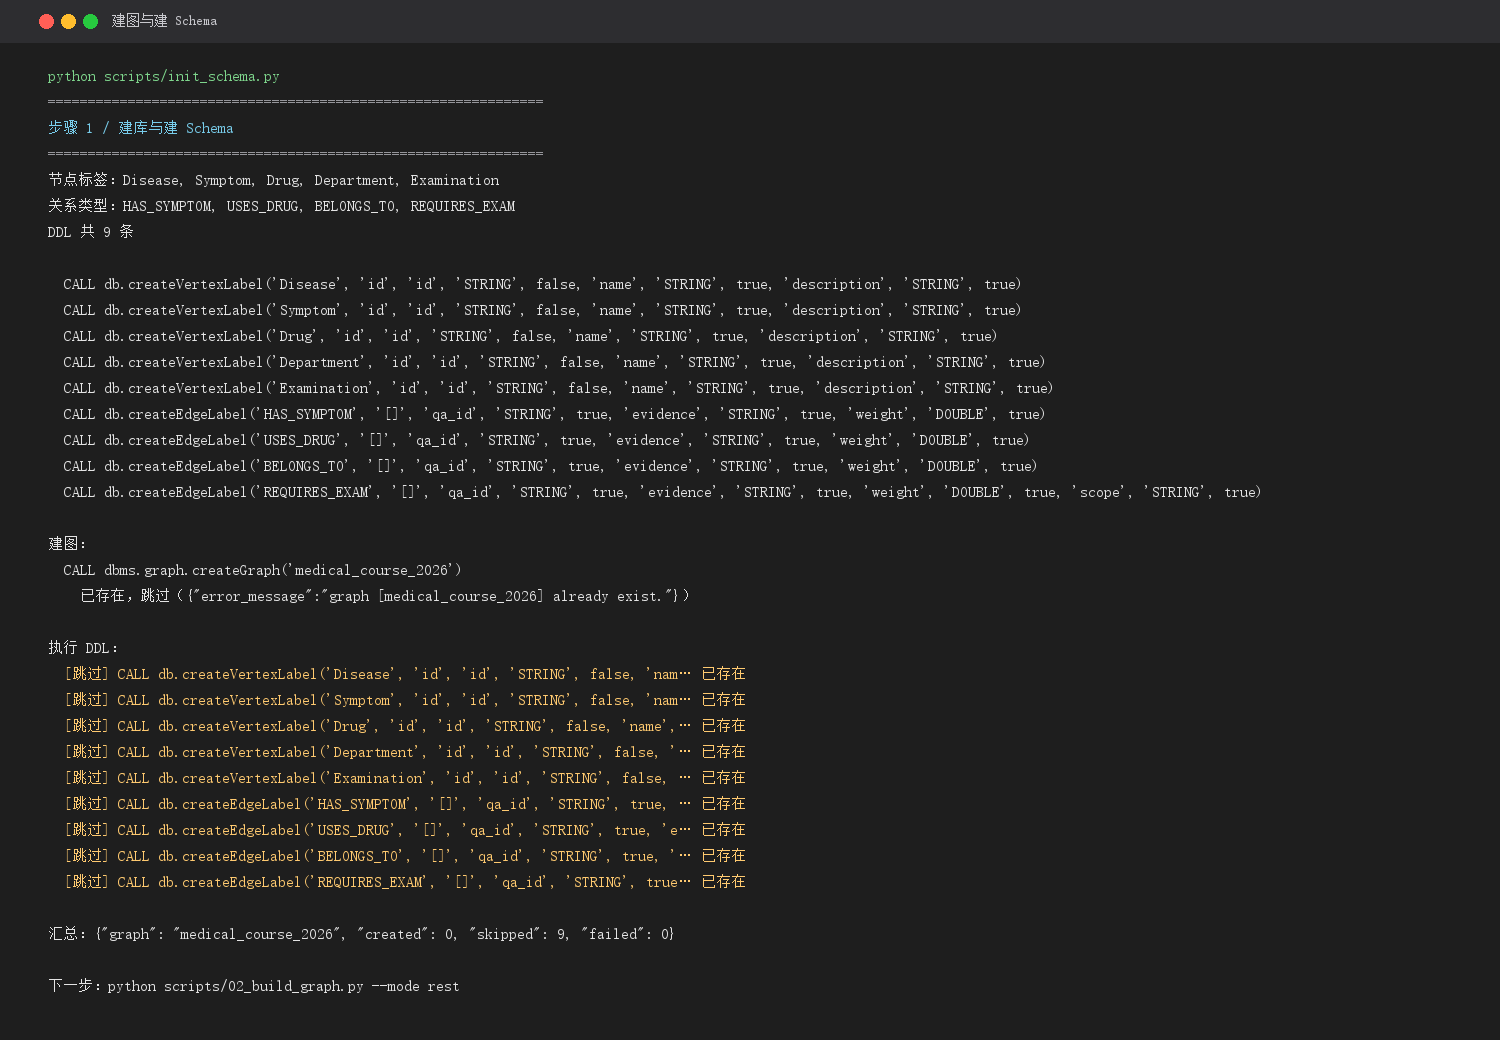 建图与建 Schema
python scripts/init_schema.py
==============================================================
步骤 1 / 建库与建 Schema
==============================================================
节点标签：Disease, Symptom, Drug, Department, Examination
关系类型：HAS_SYMPTOM, USES_DRUG, BELONGS_TO, REQUIRES_EXAM
DDL 共 9 条
CALL db.createVertexLabel('Disease', 'id', 'id', 'STRING', false, 'name', 'STRING', true, 'description', 'STRING', true)
CALL db.createVertexLabel('Symptom', 'id', 'id', 'STRING', false, 'name', 'STRING', true, 'description', 'STRING', true)
CALL db.createVertexLabel('Drug', 'id', 'id', 'STRING', false, 'name', 'STRING', true, 'description', 'STRING', true)
CALL db.createVertexLabel('Department', 'id', 'id', 'STRING', false, 'name', 'STRING', true, 'description', 'STRING', true)
CALL db.createVertexLabel('Examination', 'id', 'id', 'STRING', false, 'name', 'STRING', true, 'description', 'STRING', true)
CALL db.createEdgeLabel('HAS_SYMPTOM', '[]', 'qa_id', 'STRING', true, 'evidence', 'STRING', true, 'weight', 'DOUBLE', true)
CALL db.createEdgeLabel('USES_DRUG', '[]', 'qa_id', 'STRING', true, 'evidence', 'STRING', true, 'weight', 'DOUBLE', true)
CALL db.createEdgeLabel('BELONGS_TO', '[]', 'qa_id', 'STRING', true, 'evidence', 'STRING', true, 'weight', 'DOUBLE', true)
CALL db.createEdgeLabel('REQUIRES_EXAM', '[]', 'qa_id', 'STRING', true, 'evidence', 'STRING', true, 'weight', 'DOUBLE', true, 'scope', 'STRING', true)
建图：
CALL dbms.graph.createGraph('medical_course_2026')
已存在，跳过（{"error_message":"graph [medical_course_2026] already exist."}）
执行 DDL：
[跳过] CALL db.createVertexLabel('Disease', 'id', 'id', 'STRING', false, 'nam… 已存在
[跳过] CALL db.createVertexLabel('Symptom', 'id', 'id', 'STRING', false, 'nam… 已存在
[跳过] CALL db.createVertexLabel('Drug', 'id', 'id', 'STRING', false, 'name',… 已存在
[跳过] CALL db.createVertexLabel('Department', 'id', 'id', 'STRING', false, '… 已存在
[跳过] CALL db.createVertexLabel('Examination', 'id', 'id', 'STRING', false, … 已存在
[跳过] CALL db.createEdgeLabel('HAS_SYMPTOM', '[]', 'qa_id', 'STRING', true, … 已存在
[跳过] CALL db.createEdgeLabel('USES_DRUG', '[]', 'qa_id', 'STRING', true, 'e… 已存在
[跳过] CALL db.createEdgeLabel('BELONGS_TO', '[]', 'qa_id', 'STRING', true, '… 已存在
[跳过] CALL db.createEdgeLabel('REQUIRES_EXAM', '[]', 'qa_id', 'STRING', true… 已存在
汇总：{"graph": "medical_course_2026", "created": 0, "skipped": 9, "failed": 0}
下一步：python scripts/02_build_graph.py --mode rest